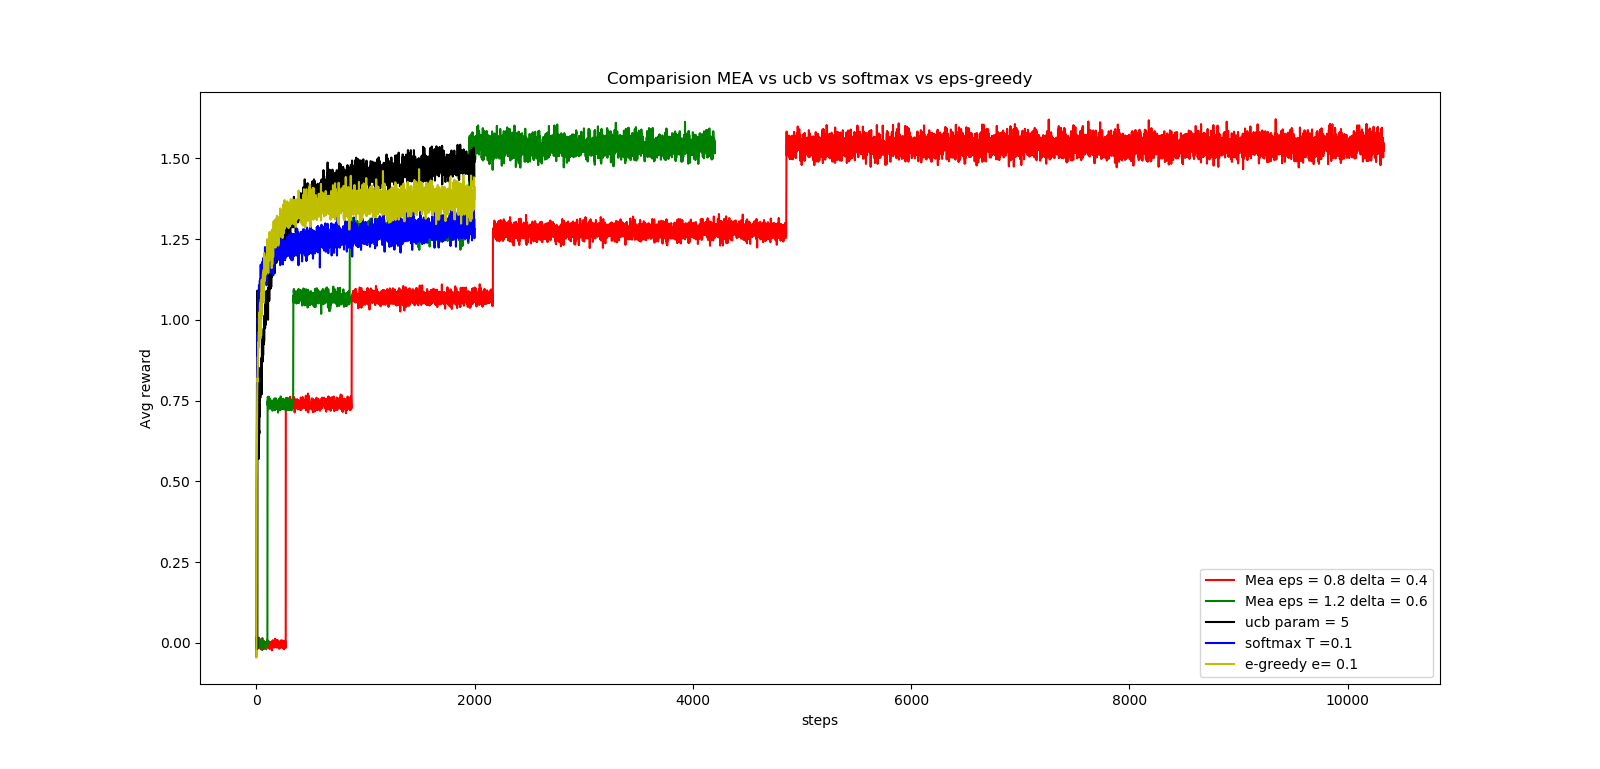 Comparision MEA vs ucb vs softmax vs eps-greedy
Avg reward
1.50
1.25
1.00
0.75
0.50
0.25
0.00
0 2000 4000 6000 8000 10000
steps
Mea eps = 0.8 delta = 0.4
Mea eps = 1.2 delta = 0.6
ucb param = 5
softmax T =0.1
e-greedy e= 0.1